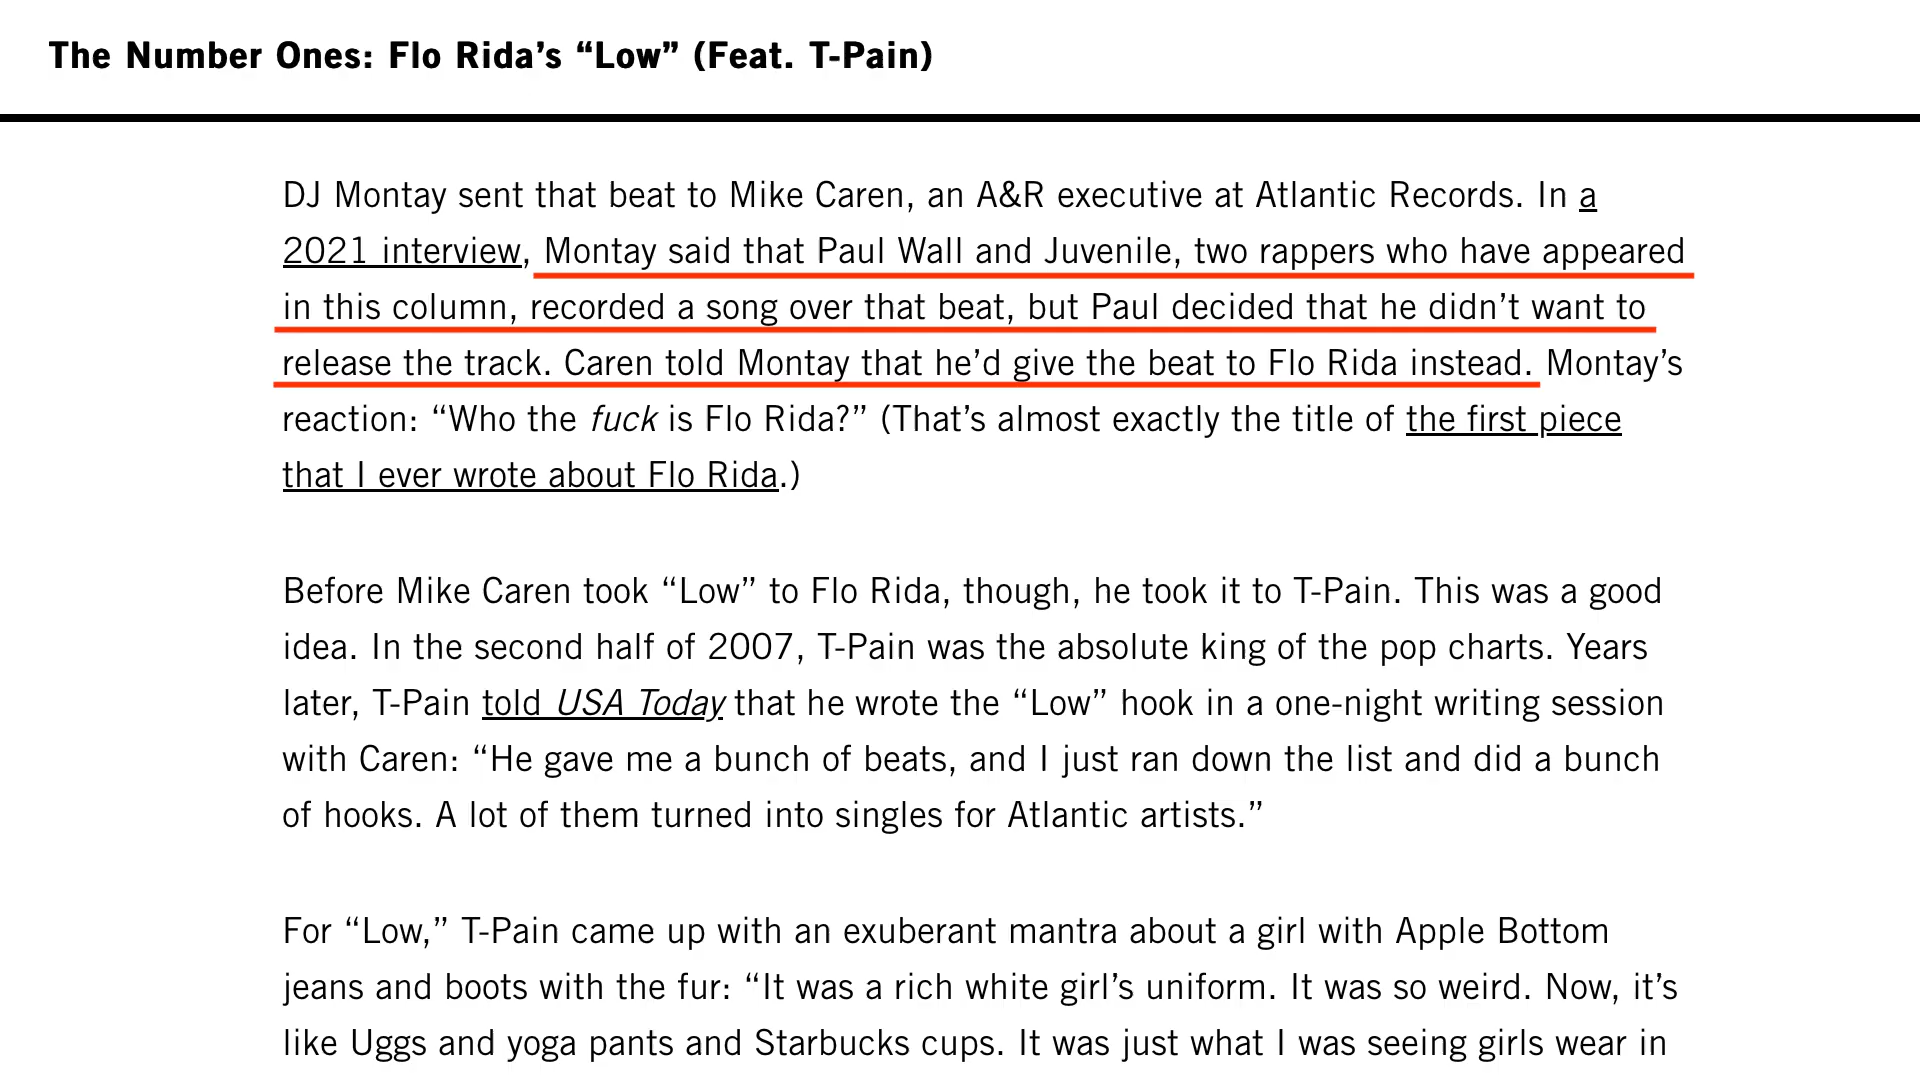 The Number Ones: Flo Rida’s “Low” (Feat. T-Pain)
DJ Montay sent that beat to Mike Caren, an A&R executive at Atlantic Records. In a
2021 interview, Montay said that Paul Wall and Juvenile, two rappers who have appeared
in this column, recorded a song over that beat, but Paul decided that he didn’t want to
release the track. Caren told Montay that he’d give the beat to Flo Rida instead. Montay’s
reaction: “Who the fuck is Flo Rida?” (That’s almost exactly the title of the first piece
that I ever wrote about Flo Rida.)
Before Mike Caren took “Low” to Flo Rida, though, he took it to T-Pain. This was a good
idea. In the second half of 2007, T-Pain was the absolute king of the pop charts. Years
later, T-Pain told USA Today that he wrote the “Low” hook in a one-night writing session
with Caren: “He gave me a bunch of beats, and I just ran down the list and did a bunch
of hooks. A lot of them turned into singles for Atlantic artists.”
For “Low,” T-Pain came up with an exuberant mantra about a girl with Apple Bottom
jeans and boots with the fur: “It was a rich white girl’s uniform. It was so weird. Now, it’s
like Uggs and yoga pants and Starbucks cups. It was just what I was seeing girls wear in